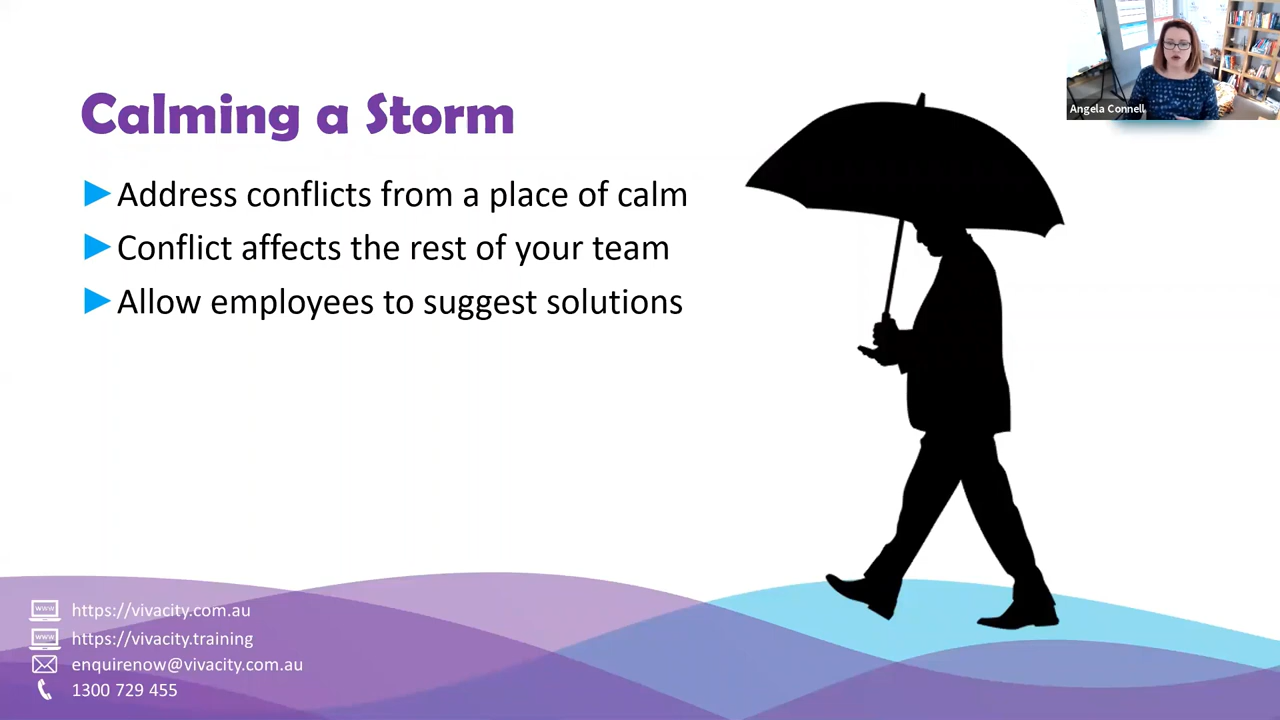 Calming a Storm
Address conflicts from a place of calm
Conflict affects the rest of your team
Allow employees to suggest solutions
Angela Connell
https://vivacity.com.au
https://vivacity.training
enquirenow@vivacity.com.au
1300 729 455